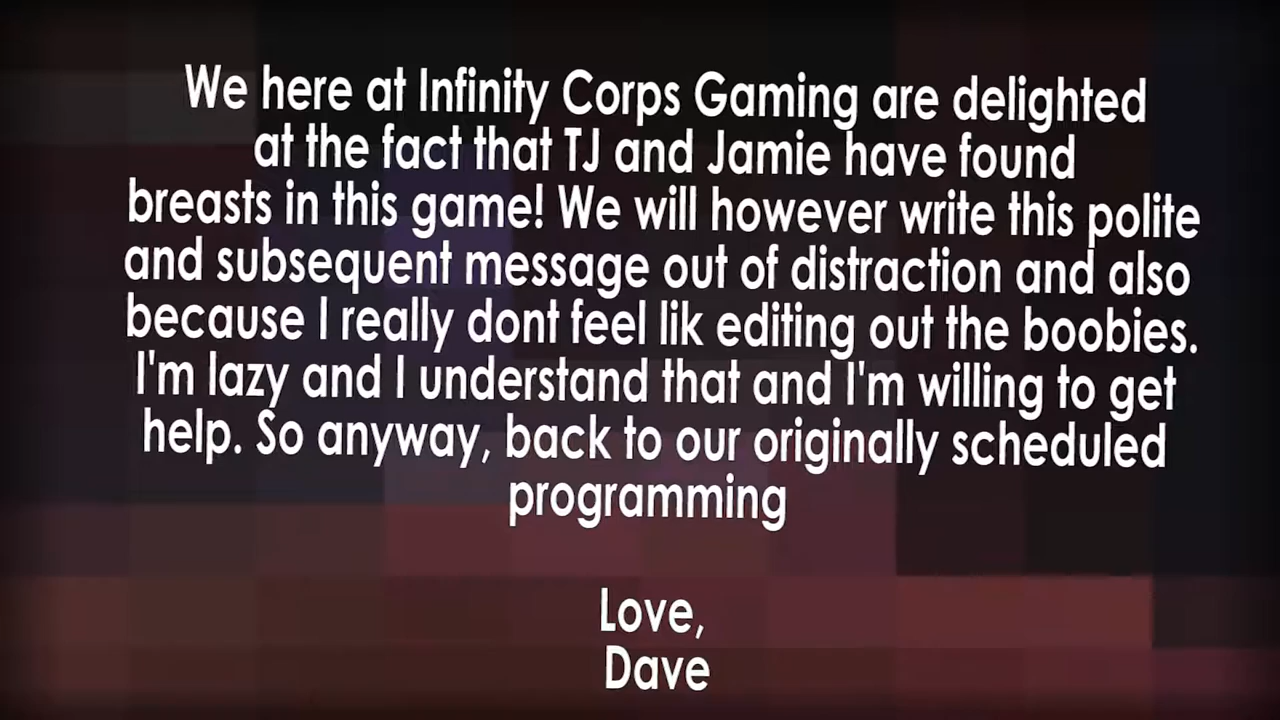 We here at Infinity Corps Gaming are delighted
at the fact that TJ and Jamie have found
breasts in this game! We will however write this polite
and subsequent message out of distraction and also
because I really dont feel lik editing out the boobies.
I'm lazy and I understand that and I'm willing to get
help. So anyway, back to our originally scheduled
programming
Love,
Dave